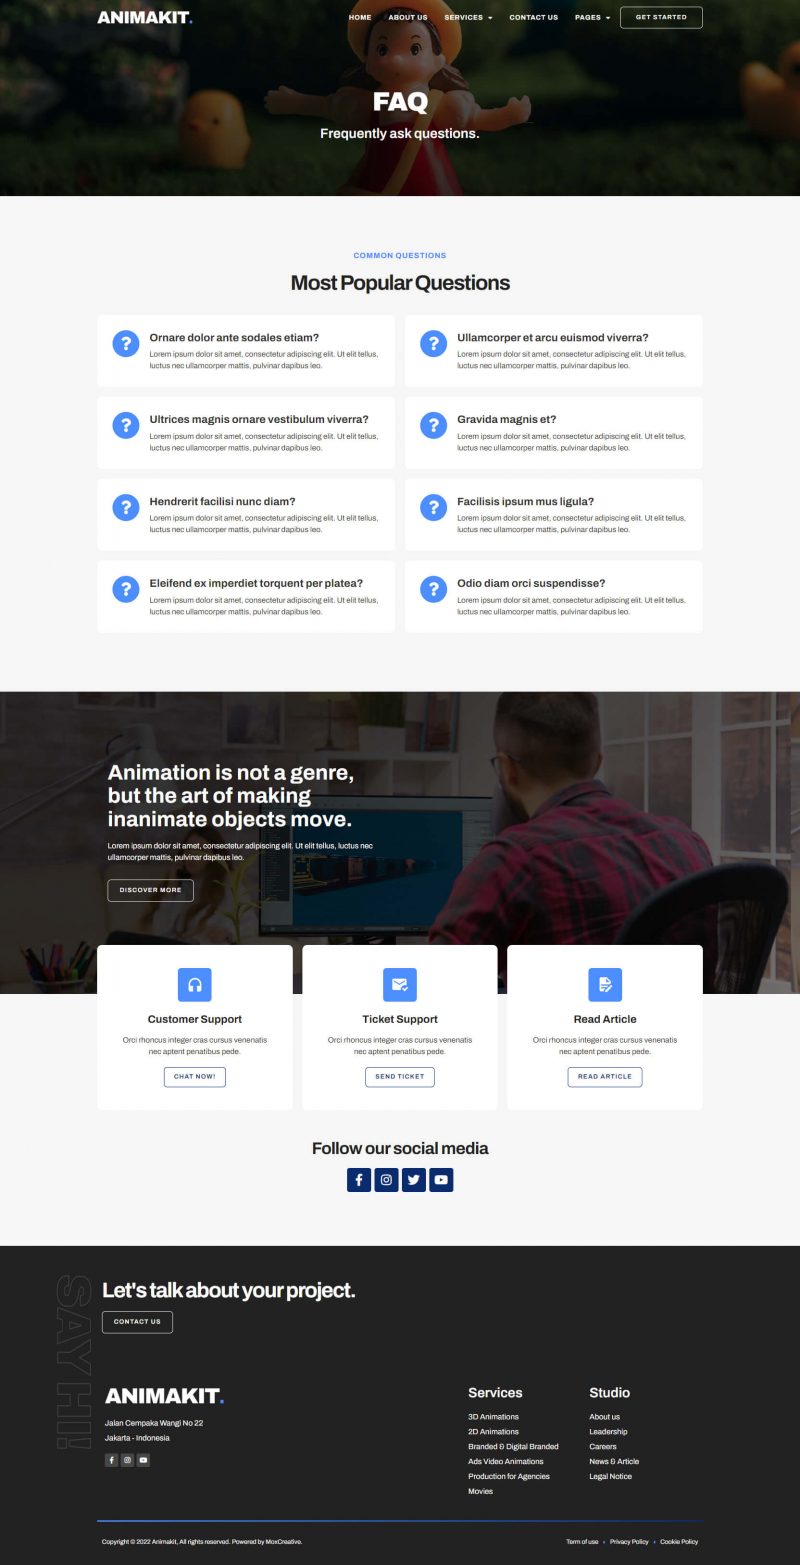 ANIMAKIT.
HOME ABOUT US SERVICES CONTACT US PAGES GET STARTED
FAQ
Frequently ask questions.
COMMON QUESTIONS
Most Popular Questions
Ornare dolor ante sodales etiam?
Lorem ipsum dolor sit amet, consectetur adipiscing elit. Ut elit tellus,
luctus nec ullamcorper mattis, pulvinar dapibus leo.
Ullamcorper et arcu euismod viverra?
Lorem ipsum dolor sit amet, consectetur adipiscing elit. Ut elit tellus,
luctus nec ullamcorper mattis, pulvinar dapibus leo.
Ultrices magnis ornare vestibulum viverra?
Lorem ipsum dolor sit amet, consectetur adipiscing elit. Ut elit tellus,
luctus nec ullamcorper mattis, pulvinar dapibus leo.
Gravida magnis et?
Lorem ipsum dolor sit amet, consectetur adipiscing elit. Ut elit tellus,
luctus nec ullamcorper mattis, pulvinar dapibus leo.
Hendrerit facilisi nunc diam?
Lorem ipsum dolor sit amet, consectetur adipiscing elit. Ut elit tellus,
luctus nec ullamcorper mattis, pulvinar dapibus leo.
Facilisis ipsum mus ligula?
Lorem ipsum dolor sit amet, consectetur adipiscing elit. Ut elit tellus,
luctus nec ullamcorper mattis, pulvinar dapibus leo.
Eleifend ex imperdiet torquent per platea?
Lorem ipsum dolor sit amet, consectetur adipiscing elit. Ut elit tellus,
luctus nec ullamcorper mattis, pulvinar dapibus leo.
Odio diam orci suspendisse?
Lorem ipsum dolor sit amet, consectetur adipiscing elit. Ut elit tellus,
luctus nec ullamcorper mattis, pulvinar dapibus leo.
Animation is not a genre,
but the art of making
inanimate objects move.
Lorem ipsum dolor sit amet, consectetur adipiscing elit. Ut elit tellus, luctus nec
ullamcorper mattis, pulvinar dapibus leo.
DISCOVER MORE
Customer Support
Orci rhoncus integer cras cursus venenatis
nec aptent penatibus pede.
CHAT NOW!
Ticket Support
Orci rhoncus integer cras cursus venenatis
nec aptent penatibus pede.
SEND TICKET
Read Article
Orci rhoncus integer cras cursus venenatis
nec aptent penatibus pede.
READ ARTICLE
Follow our social media
SAY HI!
Let's talk about your project.
CONTACT US
ANIMAKIT.
Jalan Cempaka Wangi No 22
Jakarta - Indonesia
Services
3D Animations
2D Animations
Branded & Digital Branded
Ads Video Animations
Production for Agencies
Movies
Studio
About us
Leadership
Careers
News & Article
Legal Notice
Copyright © 2022 Animakit, All rights reserved. Powered by MoxCreative.
Term of use • Privacy Policy • Cookie Policy